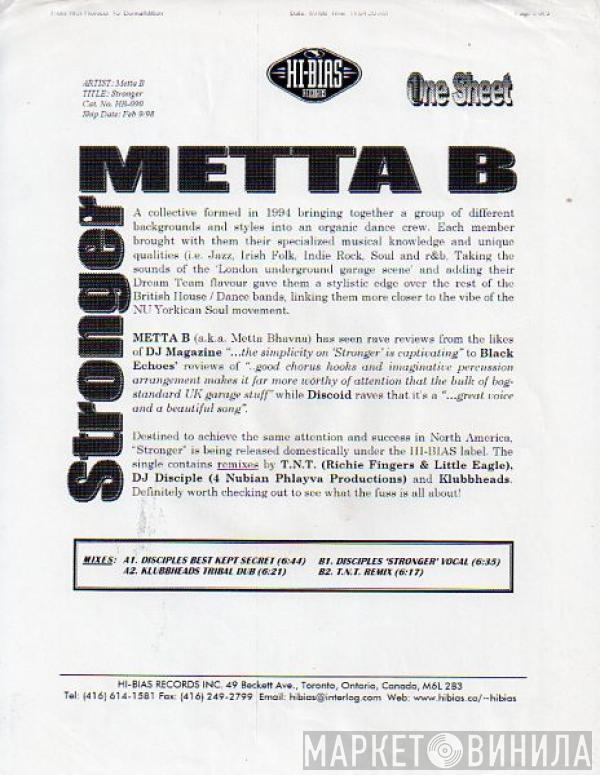 HI-BIAS
RECORDS
One Sheet
ARTIST: Metta B
TITLE: Stronger
Cat. No. HB-090
Ship Date: Feb 9/98
METTA B
Stronger
A collective formed in 1994 bringing together a group of different
backgrounds and styles into an organic dance crew. Each member
brought with them their specialized musical knowledge and unique
qualities (i.e. Jazz, Irish Folk, Indie Rock, Soul and r&b. Taking the
sounds of the 'London underground garage scene' and adding their
Dream Team flavour gave them a stylistic edge over the rest of the
British House / Dance bands, linking them more closer to the vibe of the
NU Yorkican Soul movement.
METTA B (a.k.a. Metta Bhavna) has seen rave reviews from the likes
of DJ Magazine "...the simplicity on 'Stronger' is captivating" to Black
Echoes' reviews of "..good chorus hooks and imaginative percussion
arrangement makes it far more worthy of attention that the bulk of bog-
standard UK garage stuff" while Discoid raves that it's a "...great voice
and a beautiful song".
Destined to achieve the same attention and success in North America,
"Stronger" is being released domestically under the HI-BIAS label. The
single contains remixes by T.N.T. (Richie Fingers & Little Eagle),
DJ Disciple (4 Nubian Phlayva Productions) and Klubbheads.
Definitely worth checking out to see what the fuss is all about!
MIXES: A1. DISCIPLES BEST KEPT SECRET (6:44) B1. DISCIPLES 'STRONGER' VOCAL (6:35)
A2. KLUBBHEADS TRIBAL DUB (6:21) B2. T.N.T. REMIX (6:17)
HI-BIAS RECORDS INC. 49 Beckett Ave., Toronto, Ontario, Canada, M6L 2B3
Tel: (416) 614-1581 Fax: (416) 249-2799 Email: hibias@interlog.com Web: www.hibias.ca/~hibias
МАРКЕТ ВИНИЛА